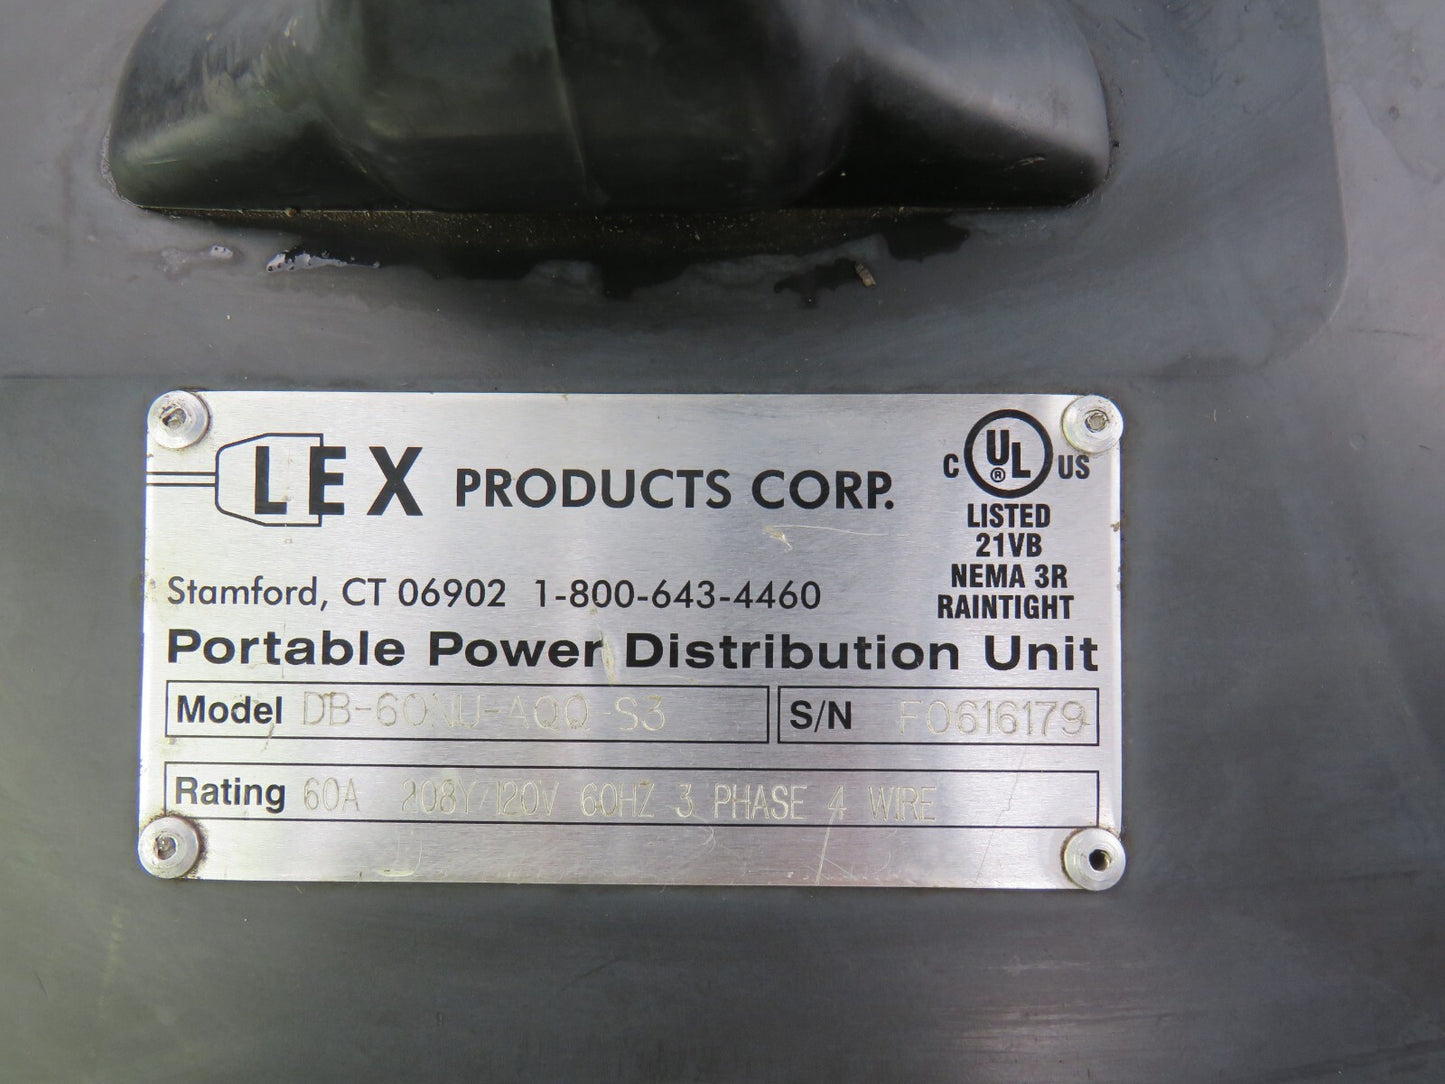 LEX PRODUCTS CORP.
C UL® US
LISTED
21VB
NEMA 3R
RAINTIGHT
Stamford, CT 06902 1-800-643-4460
Portable Power Distribution Unit
Model DB-60NU-AQQ-S3
S/N F0616179
Rating 60A 208Y/120V 60HZ 3 PHASE 4 WIRE